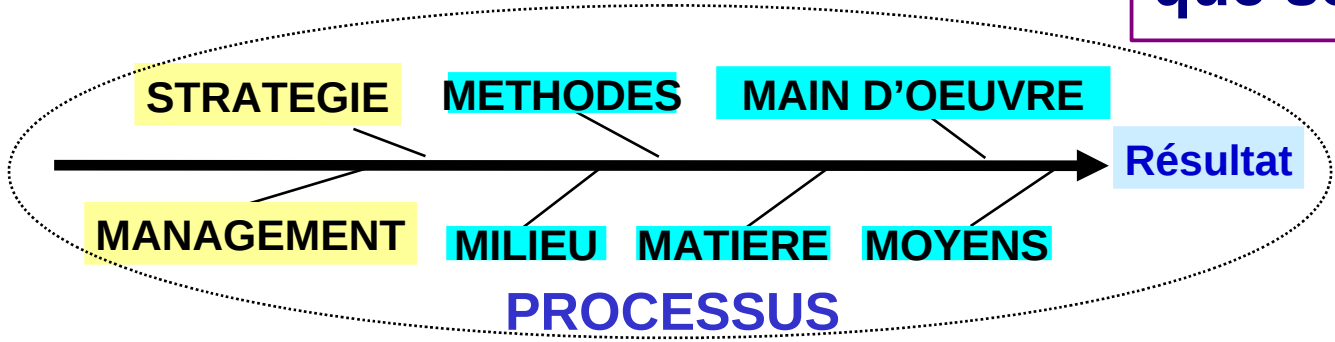 STRATEGIE
METHODES
MAIN D'OEUVRE
Résultat
MANAGEMENT
MILIEU
MATIERE
MOYENS
PROCESSUS